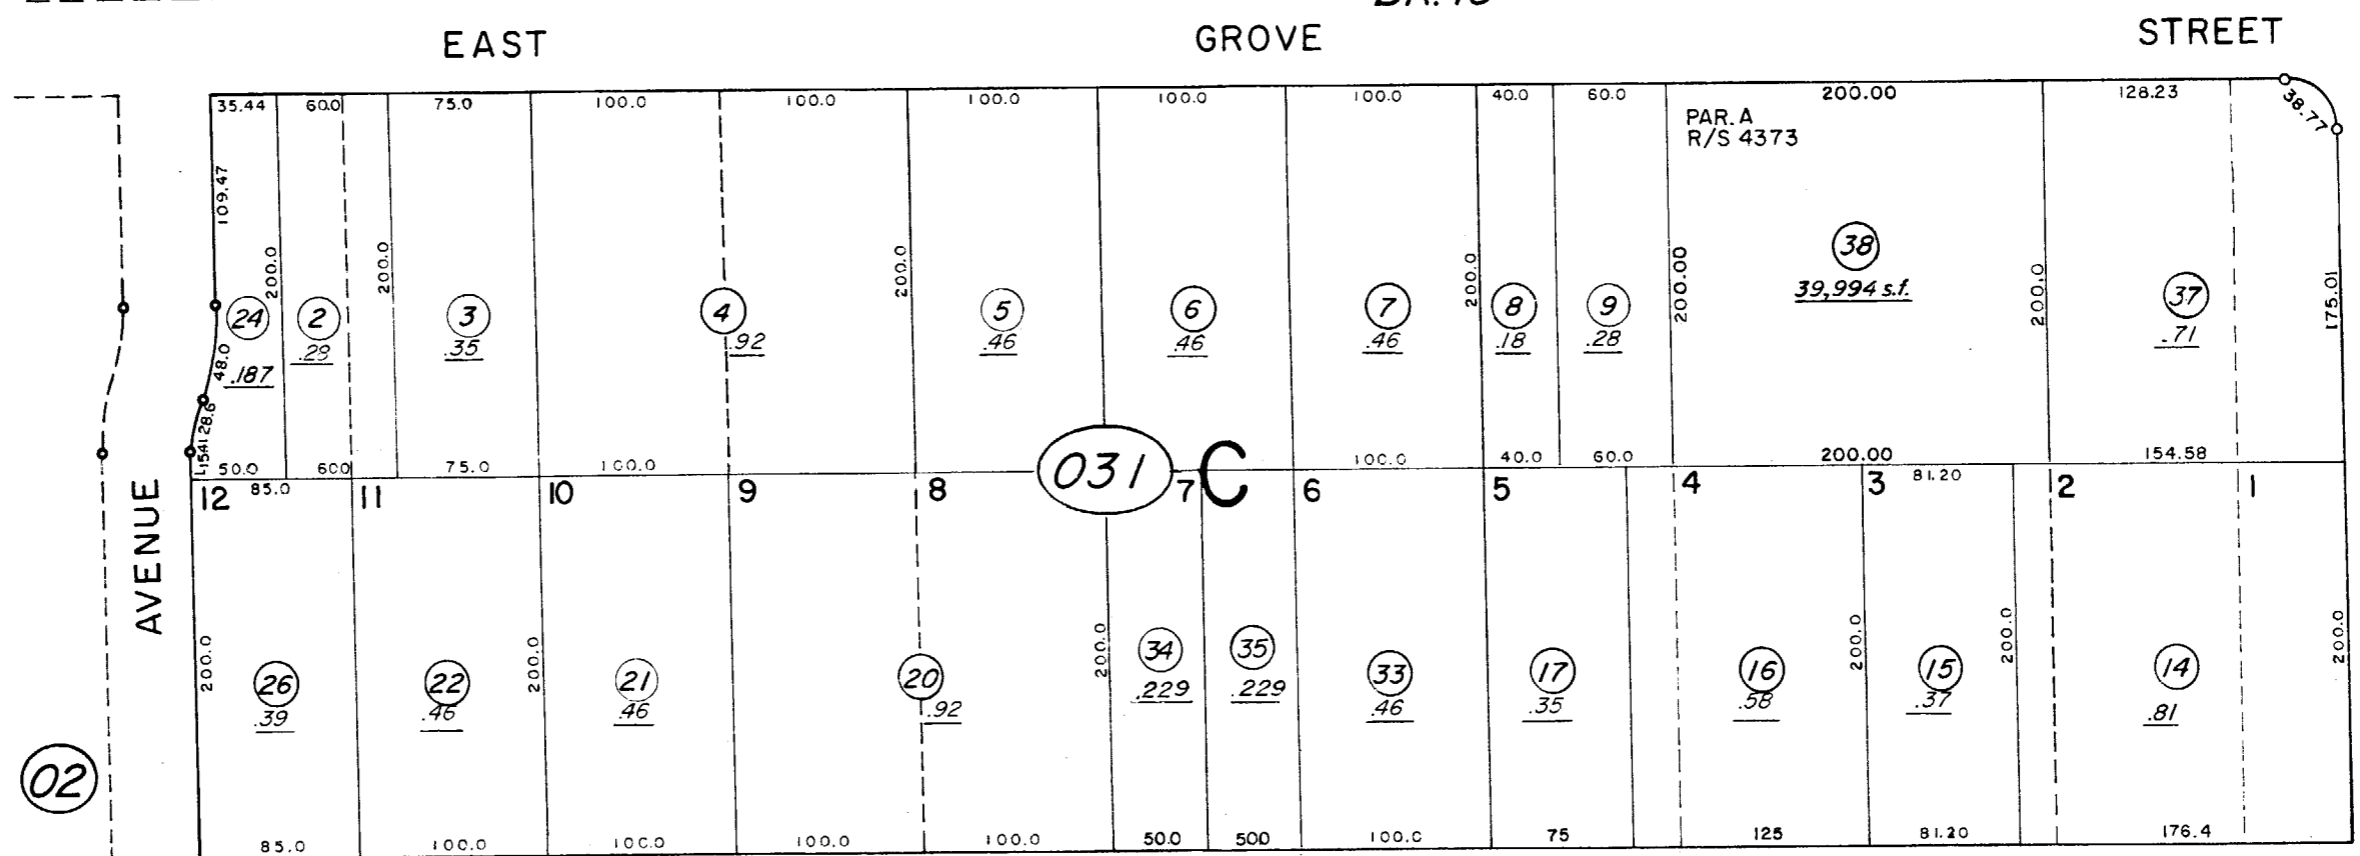 EAST GROVE STREET
35.44 60.0 75.0 100.0 100.0 100.0 100.0 100.0 40.0 60.0 200.00 128.23 38.77
PAR. A
R/S 4373
109.47 200.0 200.0 200.0 200.0 200.00 200.0 175.01
24 2 3 4 5 6 7 8 9 38 37
.187 .28 .35 .92 .46 .46 .46 .18 .28 39,994 s.f. .71
48.0
28.6
15.41
50.0 60.0 75.0 100.0 100.0 40.0 60.0 200.00 154.58
031 C
85.0 81.20
12 11 10 9 8 7 6 5 4 3 2 1
AVENUE
200.0 200.0 200.0 200.0 200.0 200.0
26 22 21 20 34 35 33 17 16 15 14
.39 .46 .46 .92 .229 .229 .46 .35 .58 .37 .81
02
85.0 100.0 100.0 100.0 100.0 50.0 50.0 100.0 75 125 81.20 176.4